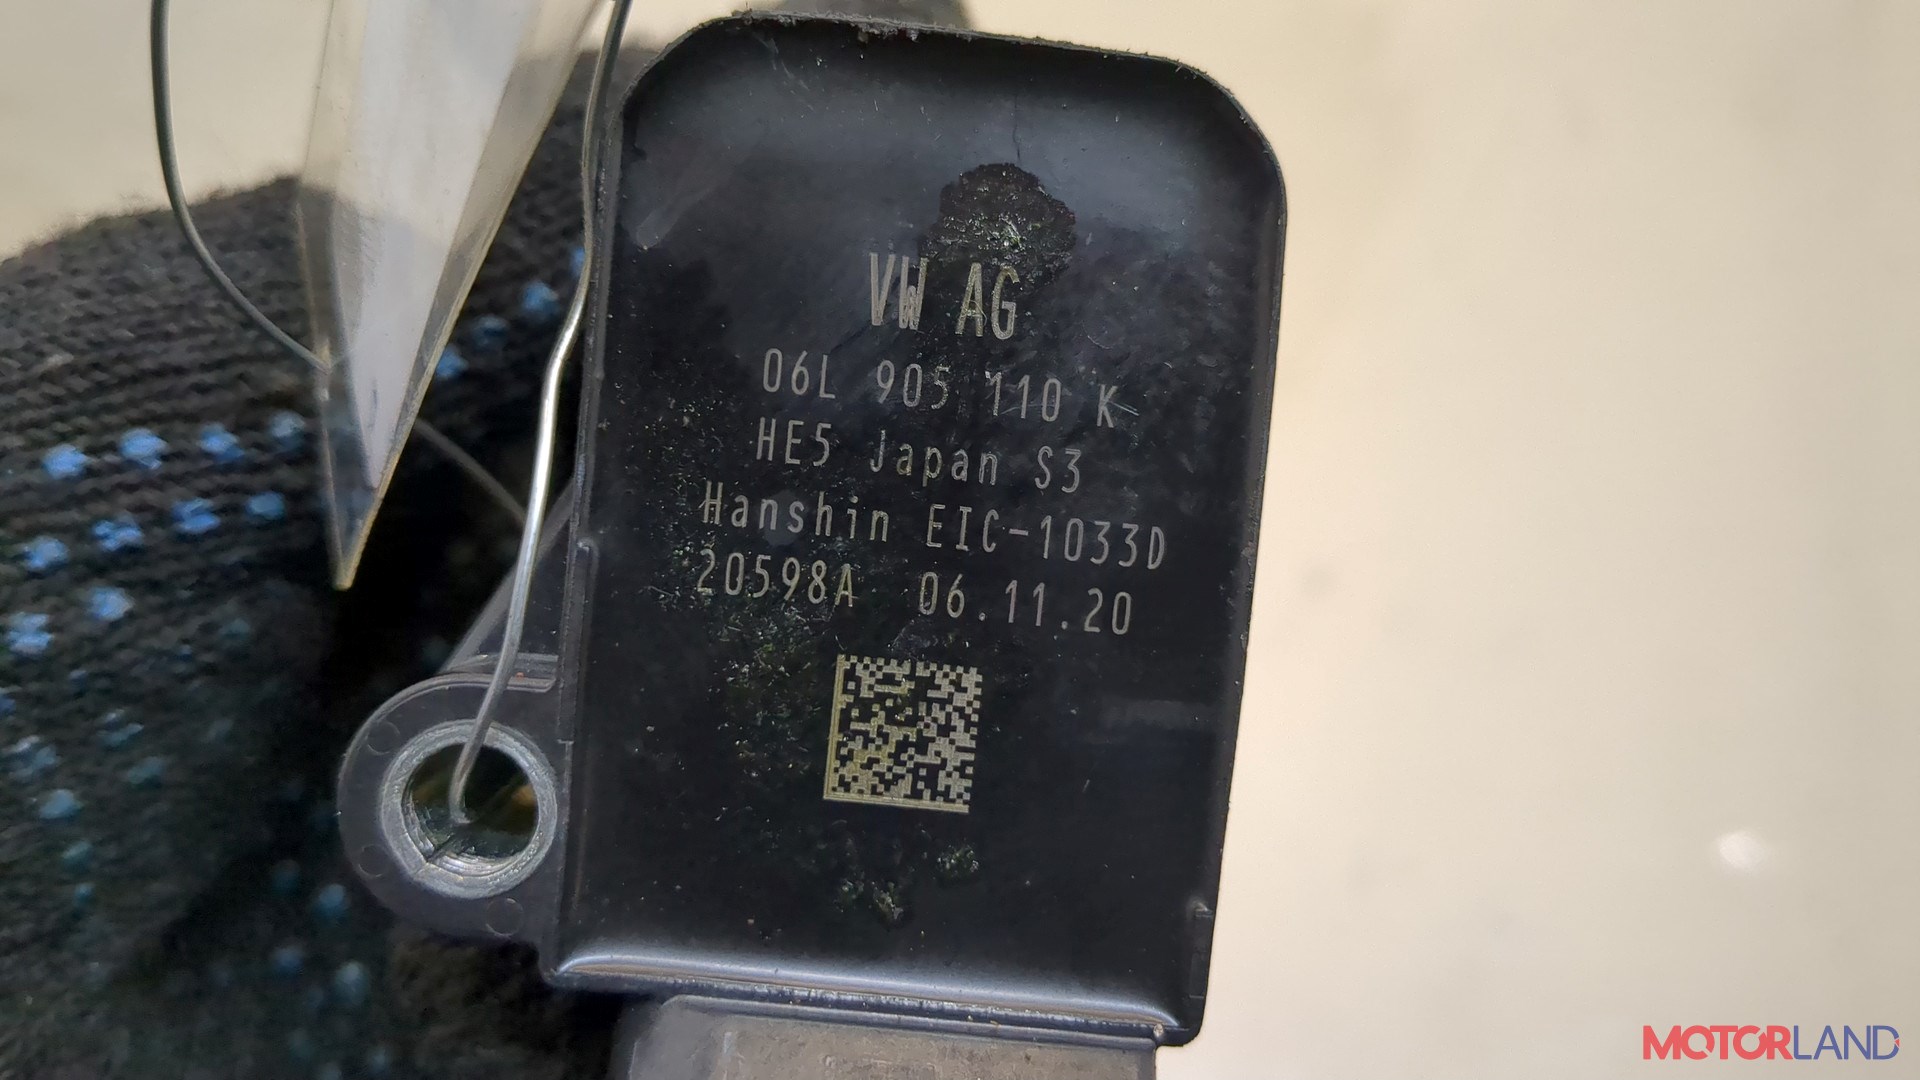 VW AG
06L 905 110 K
HE5 Japan S3
Hanshin EIC-1033D
20598A 06.11.20
MOTORLAND